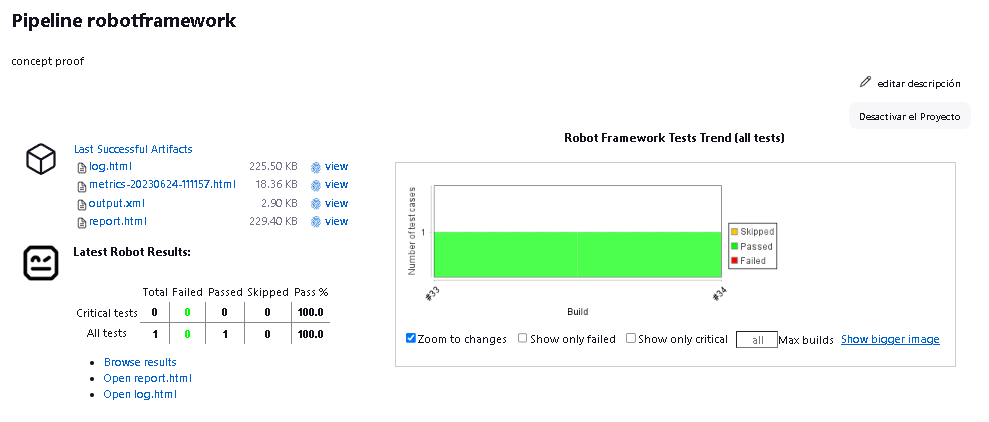 Pipeline robotframework
concept proof
editar descripción
Desactivar el Proyecto
Last Successful Artifacts
log.html 225.50 KB view
metrics-20230624-111157.html 18.36 KB view
output.xml 2.90 KB view
report.html 229.40 KB view
Latest Robot Results:
Total Failed Passed Skipped Pass %
Critical tests 0 0 0 0 100.0
All tests 1 0 1 0 100.0
Browse results
Open report.html
Open log.html
Robot Framework Tests Trend (all tests)
Number of test cases
1
#33
#34
Build
Skipped
Passed
Failed
Zoom to changes Show only failed Show only critical all Max builds Show bigger image